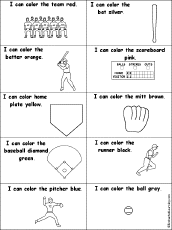 I can color the team red.
I can color the
bat silver
I can color the
batter orange.
I can color the scoreboard
pink.
BALLS STRIKES OUTS
HOME
VISITOR
I can color home
plate yellow.
I can color the mitt brown.
I can color the
baseball diamond
green.
I can color the
runner black.
I can color the pitcher blue.
I can color the ball gray.